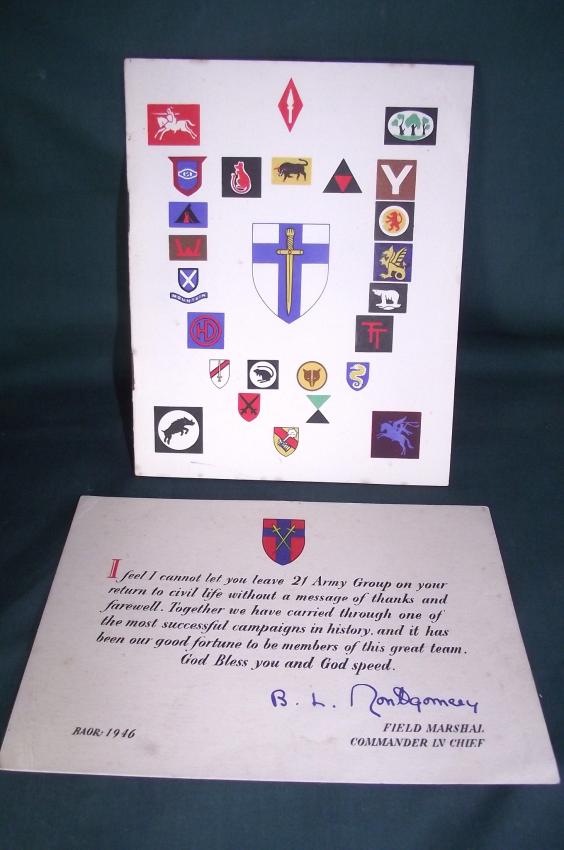 Y
W
MOUNTAIN
HD
TT
I feel I cannot let you leave 21 Army Group on your
return to civil life without a message of thanks and
farewell. Together we have carried through one of
the most successful campaigns in history, and it has
been our good fortune to be members of this great team.
God Bless you and God speed.
B. L. Montgomery
FIELD MARSHAL
BAOR: 1946
COMMANDER IN CHIEF